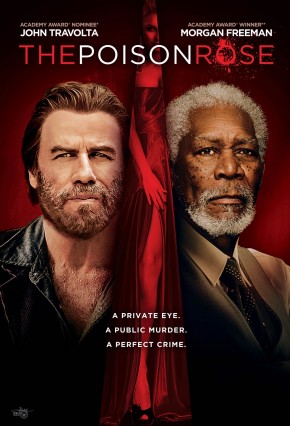 ACADEMY AWARD NOMINEE*
JOHN TRAVOLTA
ACADEMY AWARD WINNER**
MORGAN FREEMAN
THE POISON ROSE
A PRIVATE EYE.
A PUBLIC MURDER.
A PERFECT CRIME.